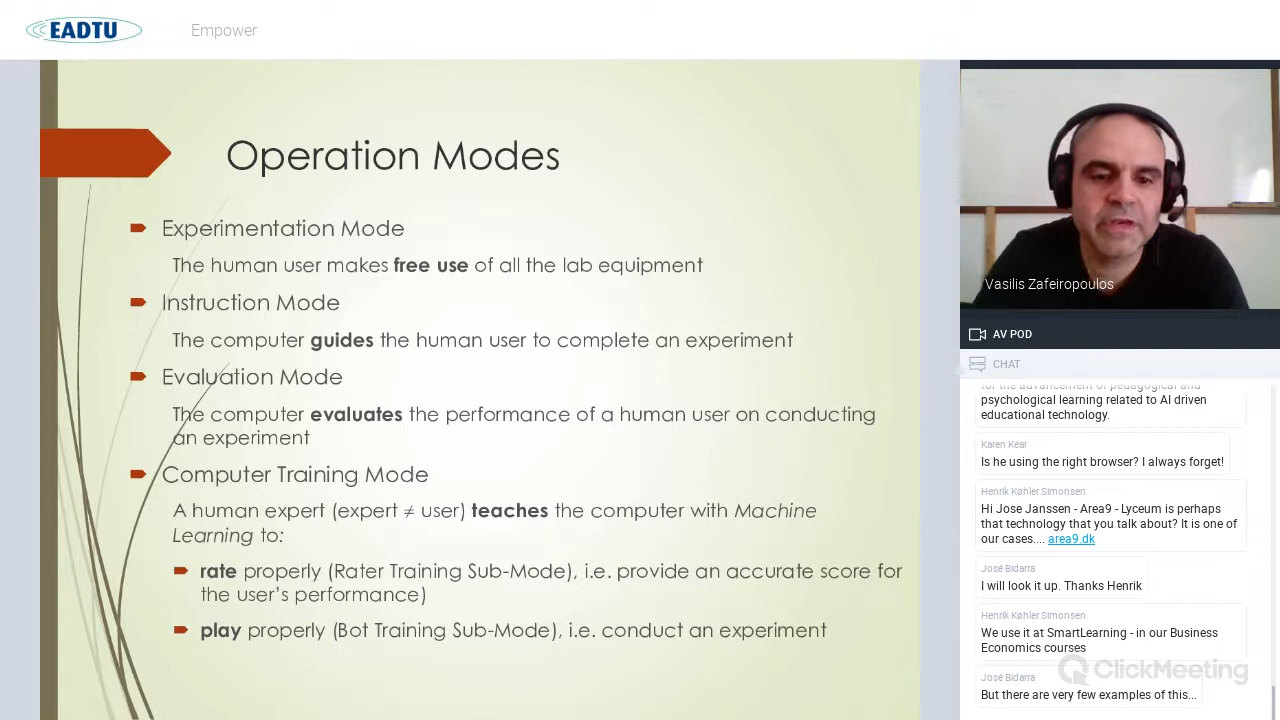 EADTU
Empower
Operation Modes
Experimentation Mode
The human user makes free use of all the lab equipment
Instruction Mode
The computer guides the human user to complete an experiment
Evaluation Mode
The computer evaluates the performance of a human user on conducting
an experiment
Computer Training Mode
A human expert (expert ≠ user) teaches the computer with Machine
Learning to:
rate properly (Rater Training Sub-Mode), i.e. provide an accurate score for
the user's performance)
play properly (Bot Training Sub-Mode), i.e. conduct an experiment
Vasilis Zafeiropoulos
AV POD
CHAT
for the advancement of pedagogical and
psychological learning related to AI driven
educational technology.
Karen Kear
Is he using the right browser? I always forget!
Henrik Køhler Simonsen
Hi Jose Janssen - Area9 - Lyceum is perhaps
that technology that you talk about? It is one of
our cases.... area9.dk
José Bidarra
I will look it up. Thanks Henrik
Henrik Køhler Simonsen
We use it at SmartLearning - in our Business
Economics courses
José Bidarra
But there are very few examples of this...
ClickMeeting